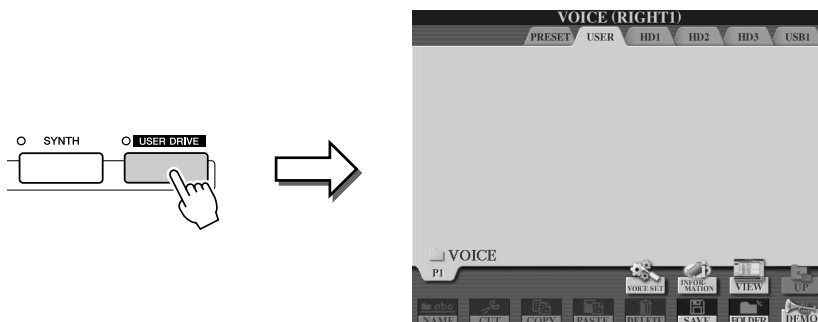 SYNTH
USER DRIVE
VOICE (RIGHT1)
PRESET USER HD1 HD2 HD3 USB1
VOICE
P1
VOICE SET
INFOR-
MATION
VIEW
UP
abc
NAME CUT COPY PASTE DELETE SAVE FOLDER DEMO